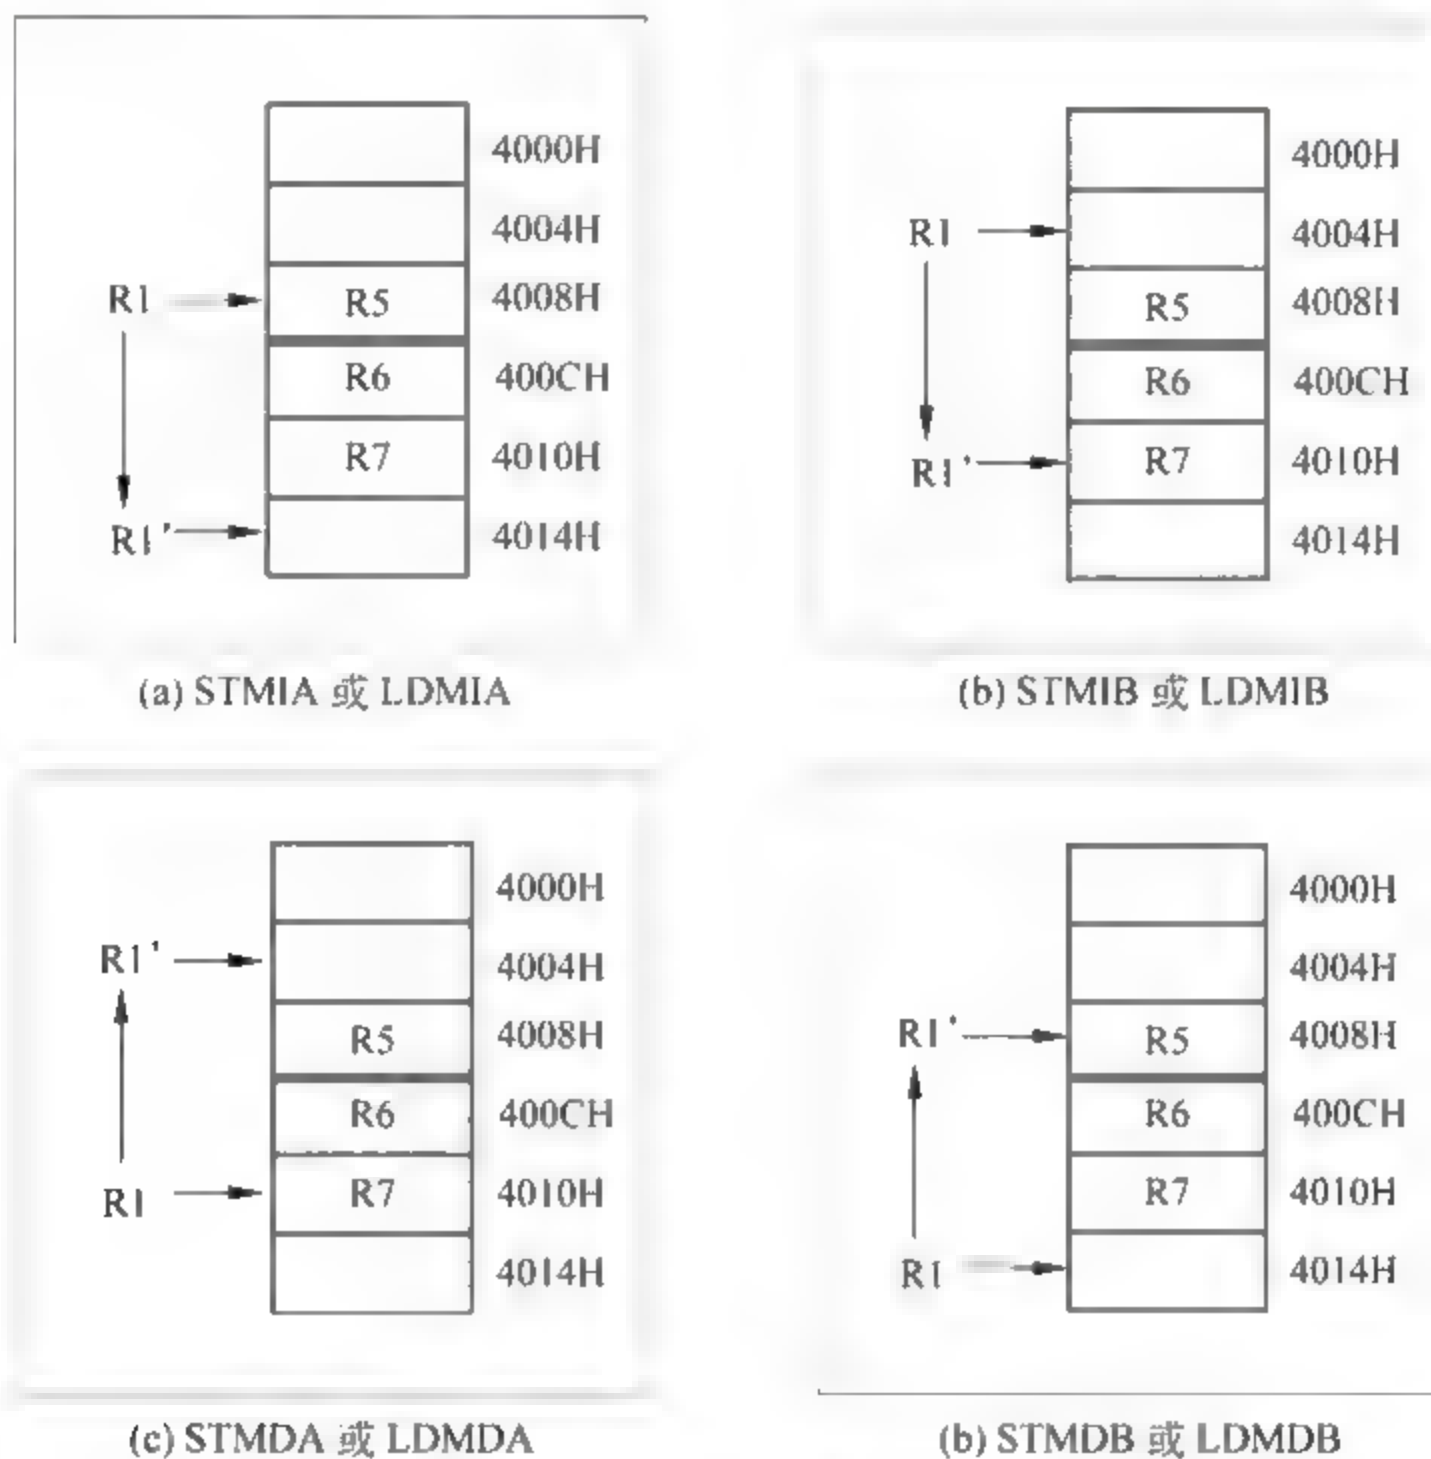 4000H
4004H
R1 R5 4008H
R6 400CH
R7 4010H
R1' 4014H
(a) STMIA 或 LDMIA
4000H
R1 4004H
R5 4008H
R6 400CH
R1' R7 4010H
4014H
(b) STMIB 或 LDMIB
4000H
R1' 4004H
R5 4008H
R6 400CH
R1 R7 4010H
4014H
(c) STMDA 或 LDMDA
4000H
4004H
R1' R5 4008H
R6 400CH
R7 4010H
R1 4014H
(b) STMDB 或 LDMDB